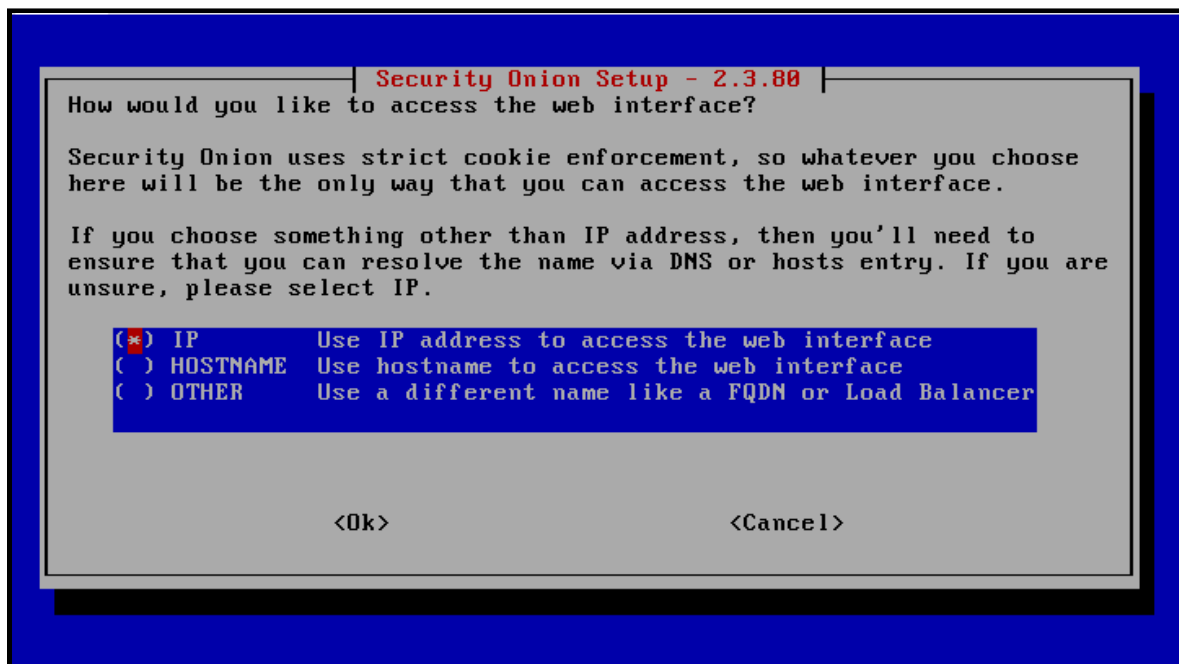 Security Onion Setup - 2.3.80
How would you like to access the web interface?
Security Onion uses strict cookie enforcement, so whatever you choose
here will be the only way that you can access the web interface.
If you choose something other than IP address, then you'll need to
ensure that you can resolve the name via DNS or hosts entry. If you are
unsure, please select IP.
(*) IP Use IP address to access the web interface
( ) HOSTNAME Use hostname to access the web interface
( ) OTHER Use a different name like a FQDN or Load Balancer
<Ok> <Cancel>